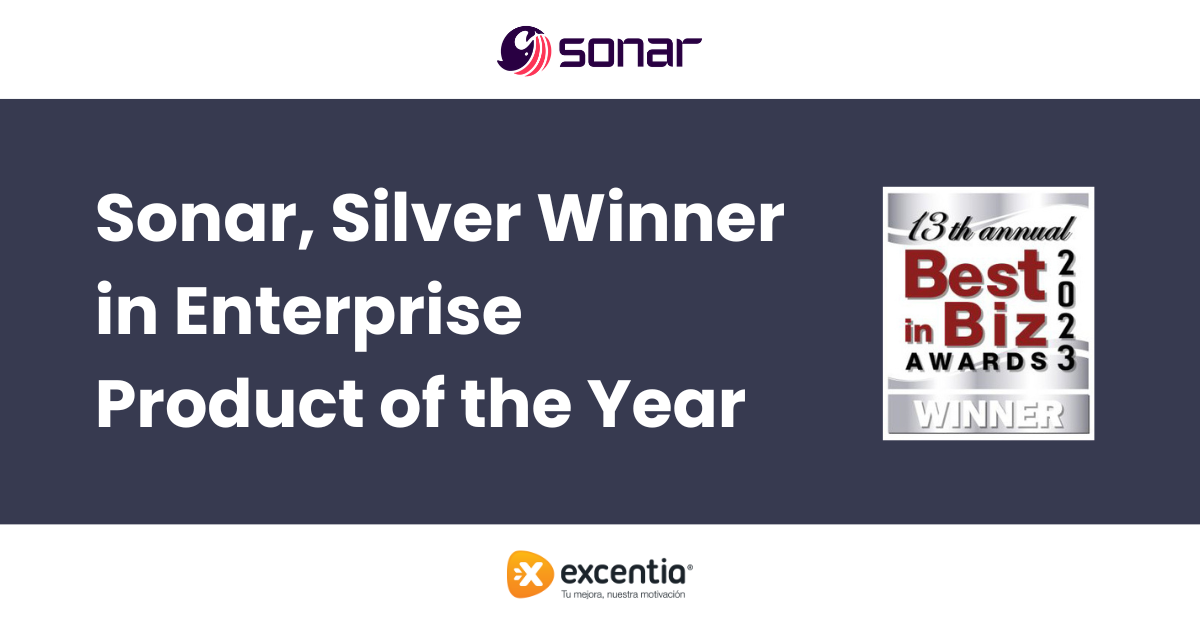 sonar
Sonar, Silver Winner
in Enterprise
Product of the Year
13th annual
Best
in Biz
AWARDS
2023
WINNER
excentia®
Tu mejora, nuestra motivación